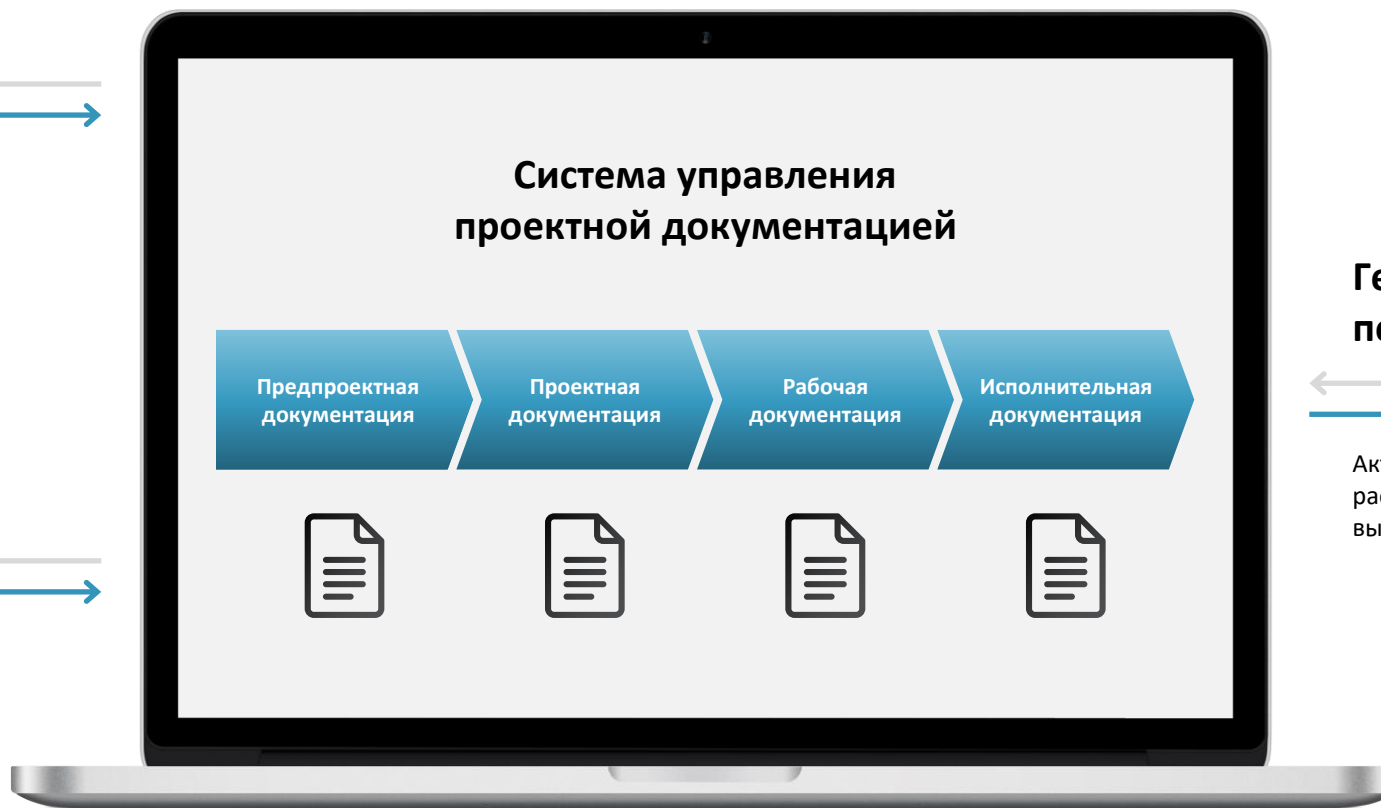 Система управления
проектной документацией
Предпроектная
документация
Проектная
документация
Рабочая
документация
Исполнительная
документация